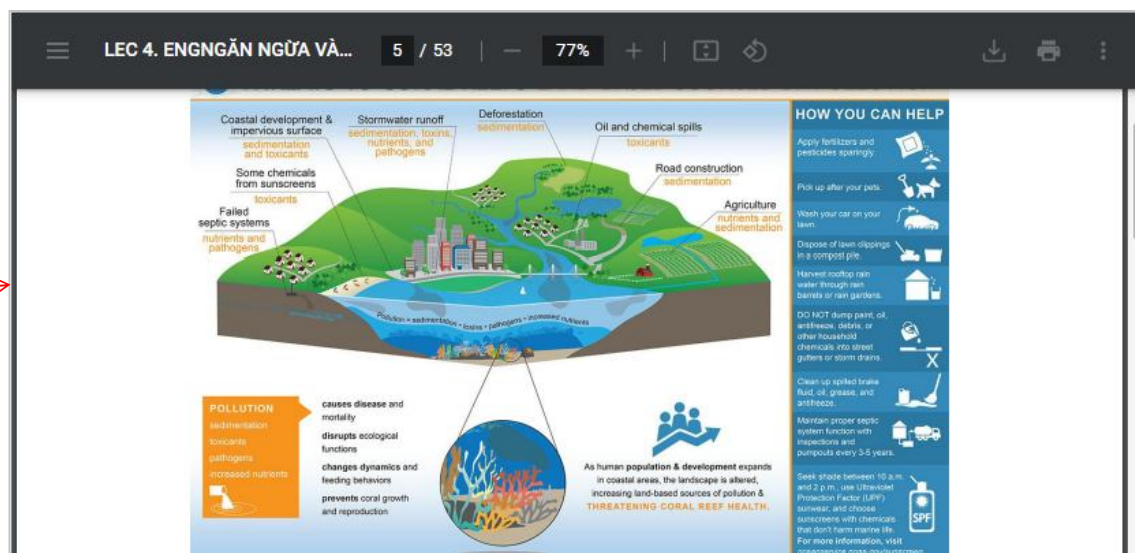 LEC 4. ENGNGĂN NGỪA VÀ...
5 / 53
77%
Coastal development &
impervious surface
sedimentation
and toxicants
Stormwater runoff
sedimentation, toxins,
nutrients, and
pathogens
Deforestation
sedimentation
Oil and chemical spills
toxicants
Some chemicals
from sunscreens
toxicants
Road construction
sedimentation
Failed
septic systems
nutrients and
pathogens
Agriculture
nutrients and
sedimentation
Pollution = sedimentation • toxins • pathogens • increased nutrients
POLLUTION
sedimentation
toxicants
pathogens
increased nutrients
causes disease and
mortality
disrupts ecological
functions
changes dynamics and
feeding behaviors
prevents coral growth
and reproduction
As human population & development expands
in coastal areas, the landscape is altered,
increasing land-based sources of pollution &
THREATENING CORAL REEF HEALTH.
HOW YOU CAN HELP
Apply fertilizers and
pesticides sparingly.
Pick up after your pets.
Wash your car on your
lawn.
Dispose of lawn clippings
in a compost pile.
Harvest rooftop rain
water through rain
barrels or rain gardens.
DO NOT dump paint, oil,
antifreeze, debris, or
other household
chemicals into street
gutters or storm drains.
X
Clean up spilled brake
fluid, oil, grease, and
antifreeze.
Maintain proper septic
system function with
inspections and
pumpouts every 3-5 years.
Seek shade between 10 a.m.
and 2 p.m., use Ultraviolet
Protection Factor (UPF)
sunwear, and choose
sunscreens with chemicals
that don't harm marine life.
SPF
For more information, visit